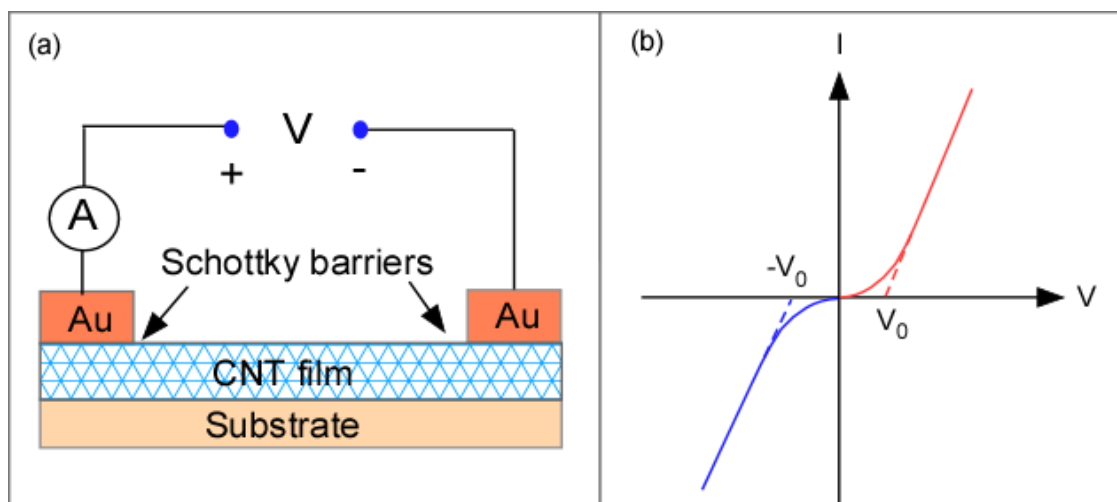 (a)
V
+ -
A
Schottky barriers
Au Au
CNT film
Substrate
(b)
I
-V₀
V
V₀